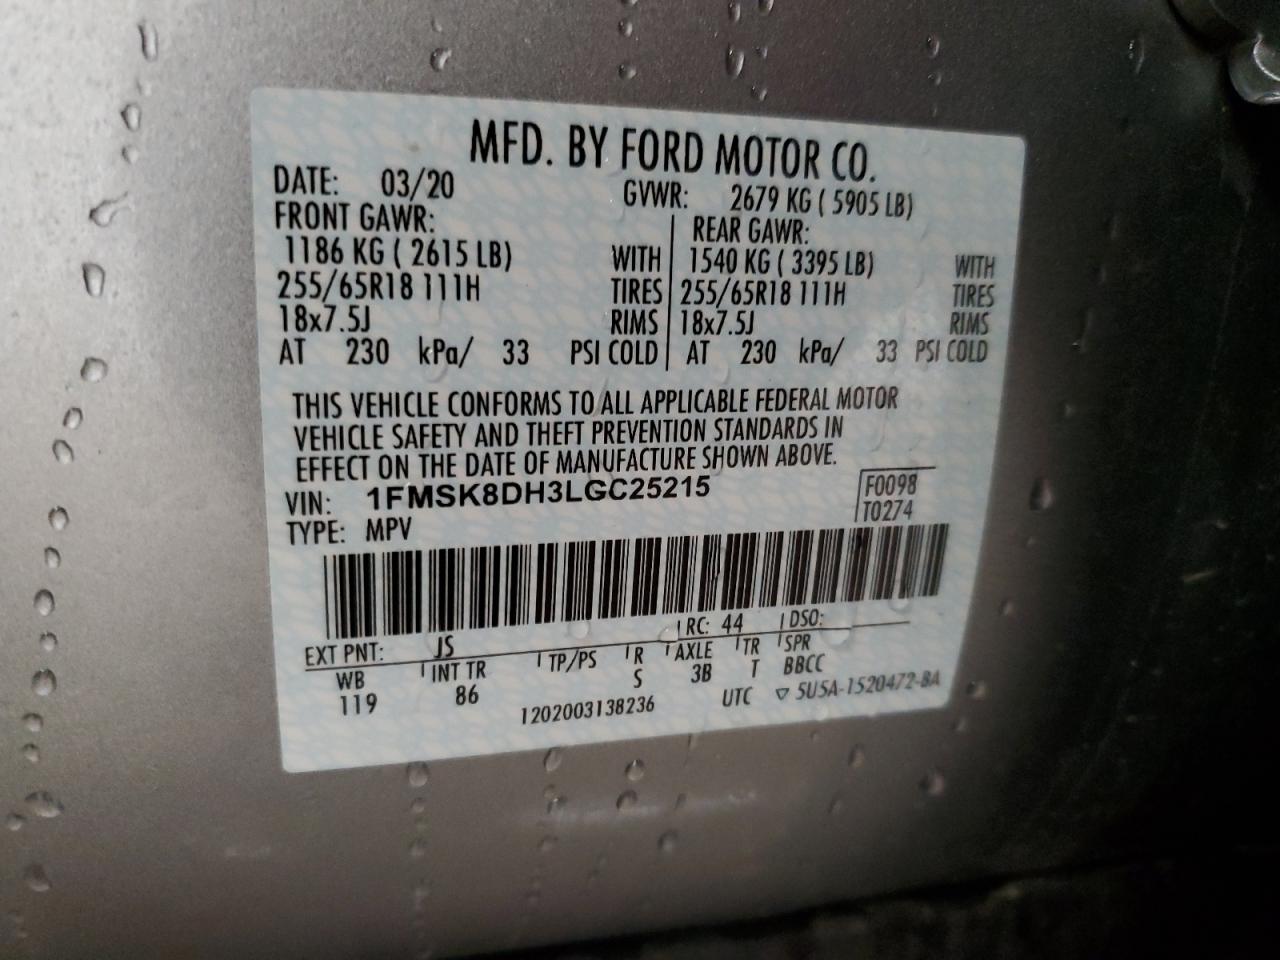 MFD. BY FORD MOTOR CO.
DATE: 03/20 GVWR: 2679 KG ( 5905 LB)
FRONT GAWR: REAR GAWR:
1186 KG ( 2615 LB) WITH 1540 KG ( 3395 LB) WITH
255/65R18 111H TIRES 255/65R18 111H TIRES
18x7.5J RIMS 18x7.5J RIMS
AT 230 kPa/ 33 PSI COLD AT 230 kPa/ 33 PSI COLD
THIS VEHICLE CONFORMS TO ALL APPLICABLE FEDERAL MOTOR
VEHICLE SAFETY AND THEFT PREVENTION STANDARDS IN
EFFECT ON THE DATE OF MANUFACTURE SHOWN ABOVE.
VIN: 1FMSK8DH3LGC25215 F0098
TYPE: MPV T0274
EXT PNT: JS RC: 44 DSO:
WB INT TR TP/PS R AXLE TR SPR
119 86 S 3B T BBCC
1202003138236 UTC ▽ 5U5A-1520472-BA